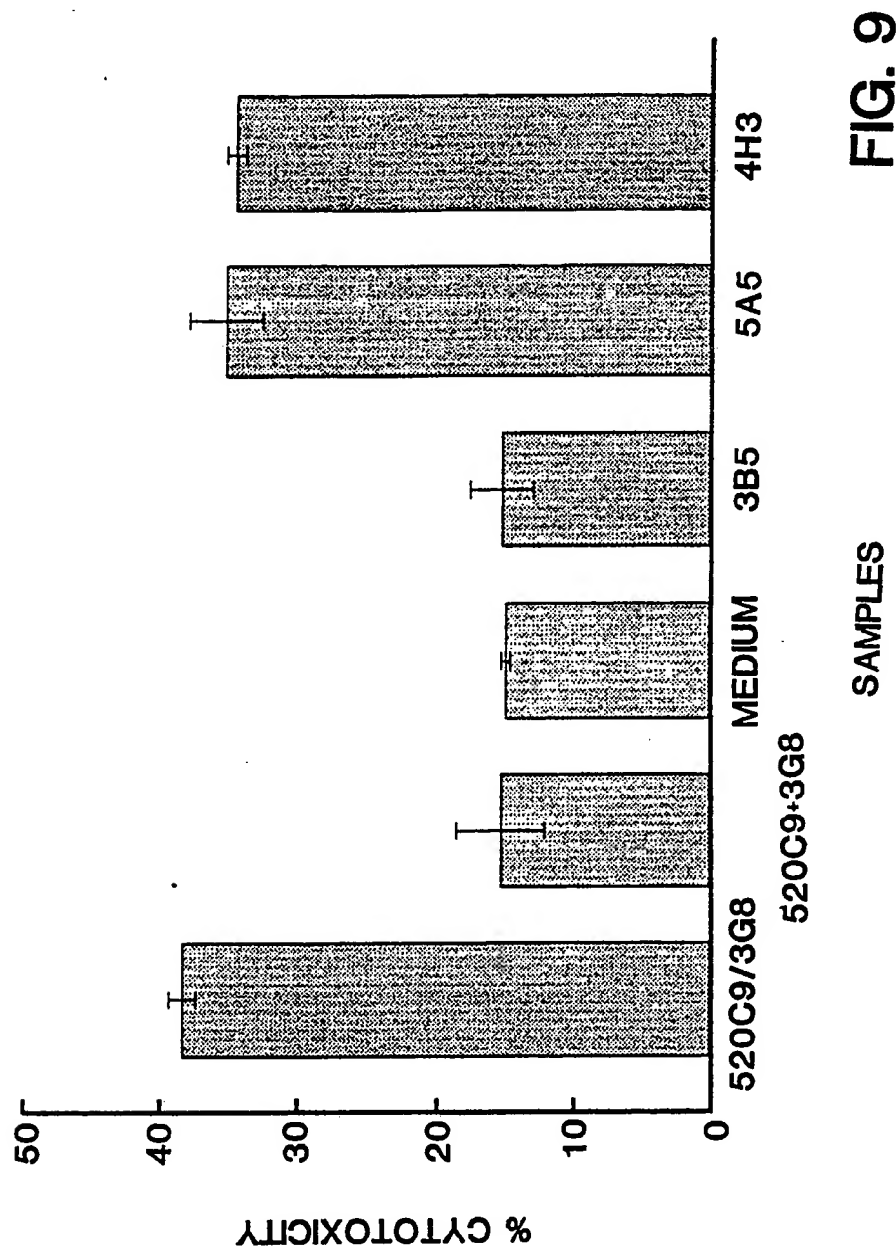 % CYTOTOXICITY
50
40
30
20
10
0
520C9/3G8
520C9+3G8
MEDIUM
3B5
5A5
4H3
SAMPLES
FIG. 9